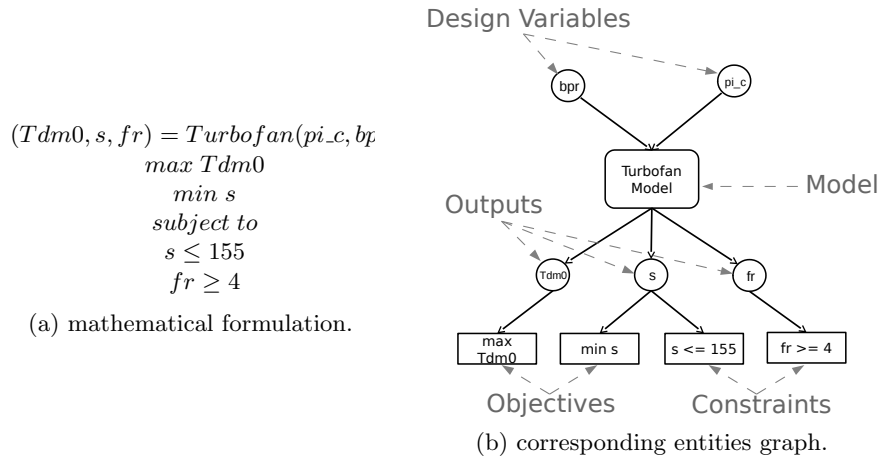 (Tdm0, s, fr) = Turbofan(pi_c, bp
max Tdm0
min s
subject to
s ≤ 155
fr ≥ 4
(a) mathematical formulation.
Design Variables
bpr
pi_c
Turbofan
Model
Model
Outputs
Tdm0
s
fr
max
Tdm0
min s
s <= 155
fr >= 4
Objectives
Constraints
(b) corresponding entities graph.